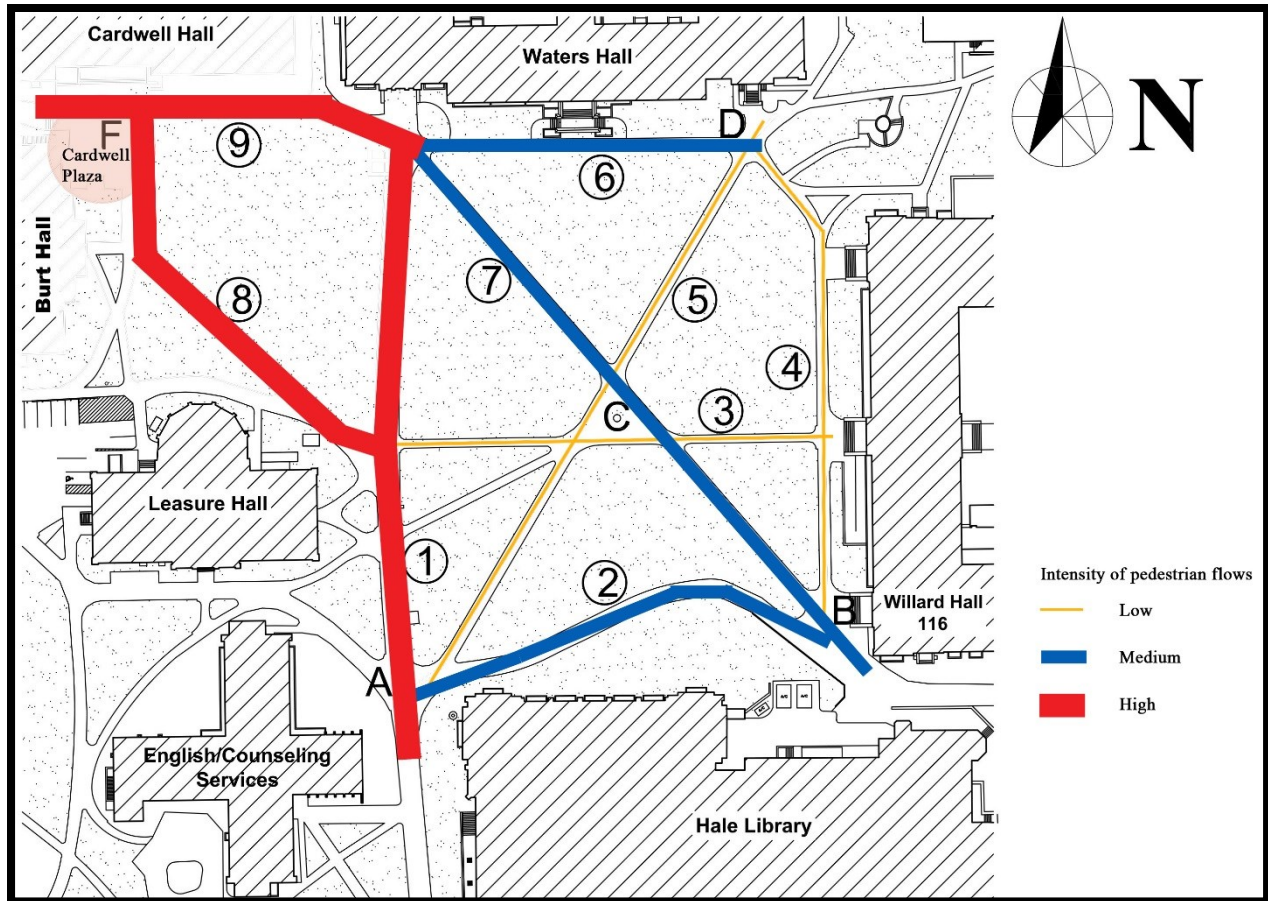 Cardwell Hall
Waters Hall
N
D
F
Cardwell
Plaza
9
6
Burt Hall
7
8
5
4
C
3
Leasure Hall
1
2
Intensity of pedestrian flows
Low
Medium
High
B
Willard Hall
116
A
English/Counseling
Services
Hale Library